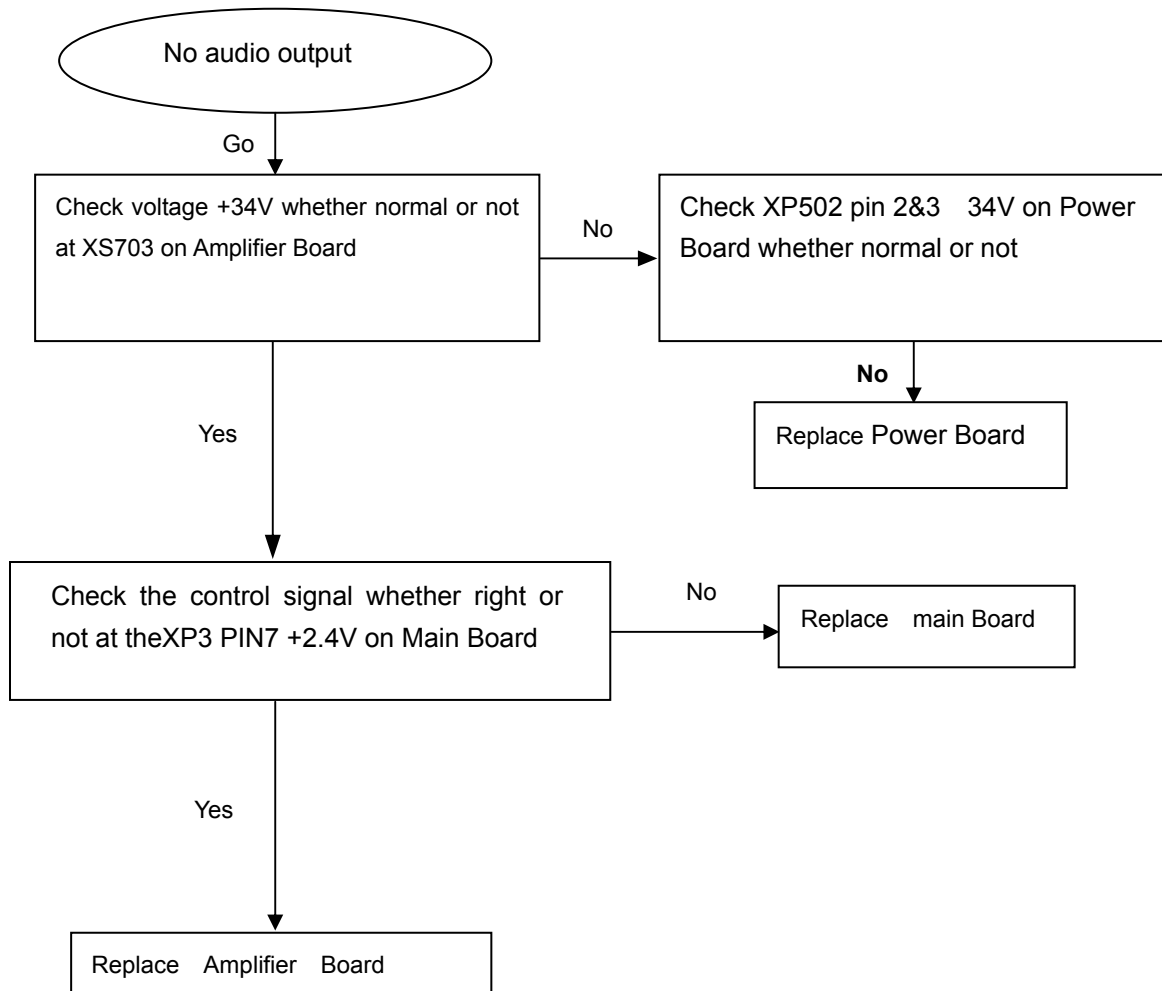 No audio output
Go
Check voltage +34V whether normal or not
at XS703 on Amplifier Board
No
Check XP502 pin 2&3 34V on Power
Board whether normal or not
No
Replace Power Board
Yes
Check the control signal whether right or
not at theXP3 PIN7 +2.4V on Main Board
No
Replace main Board
Yes
Replace Amplifier Board